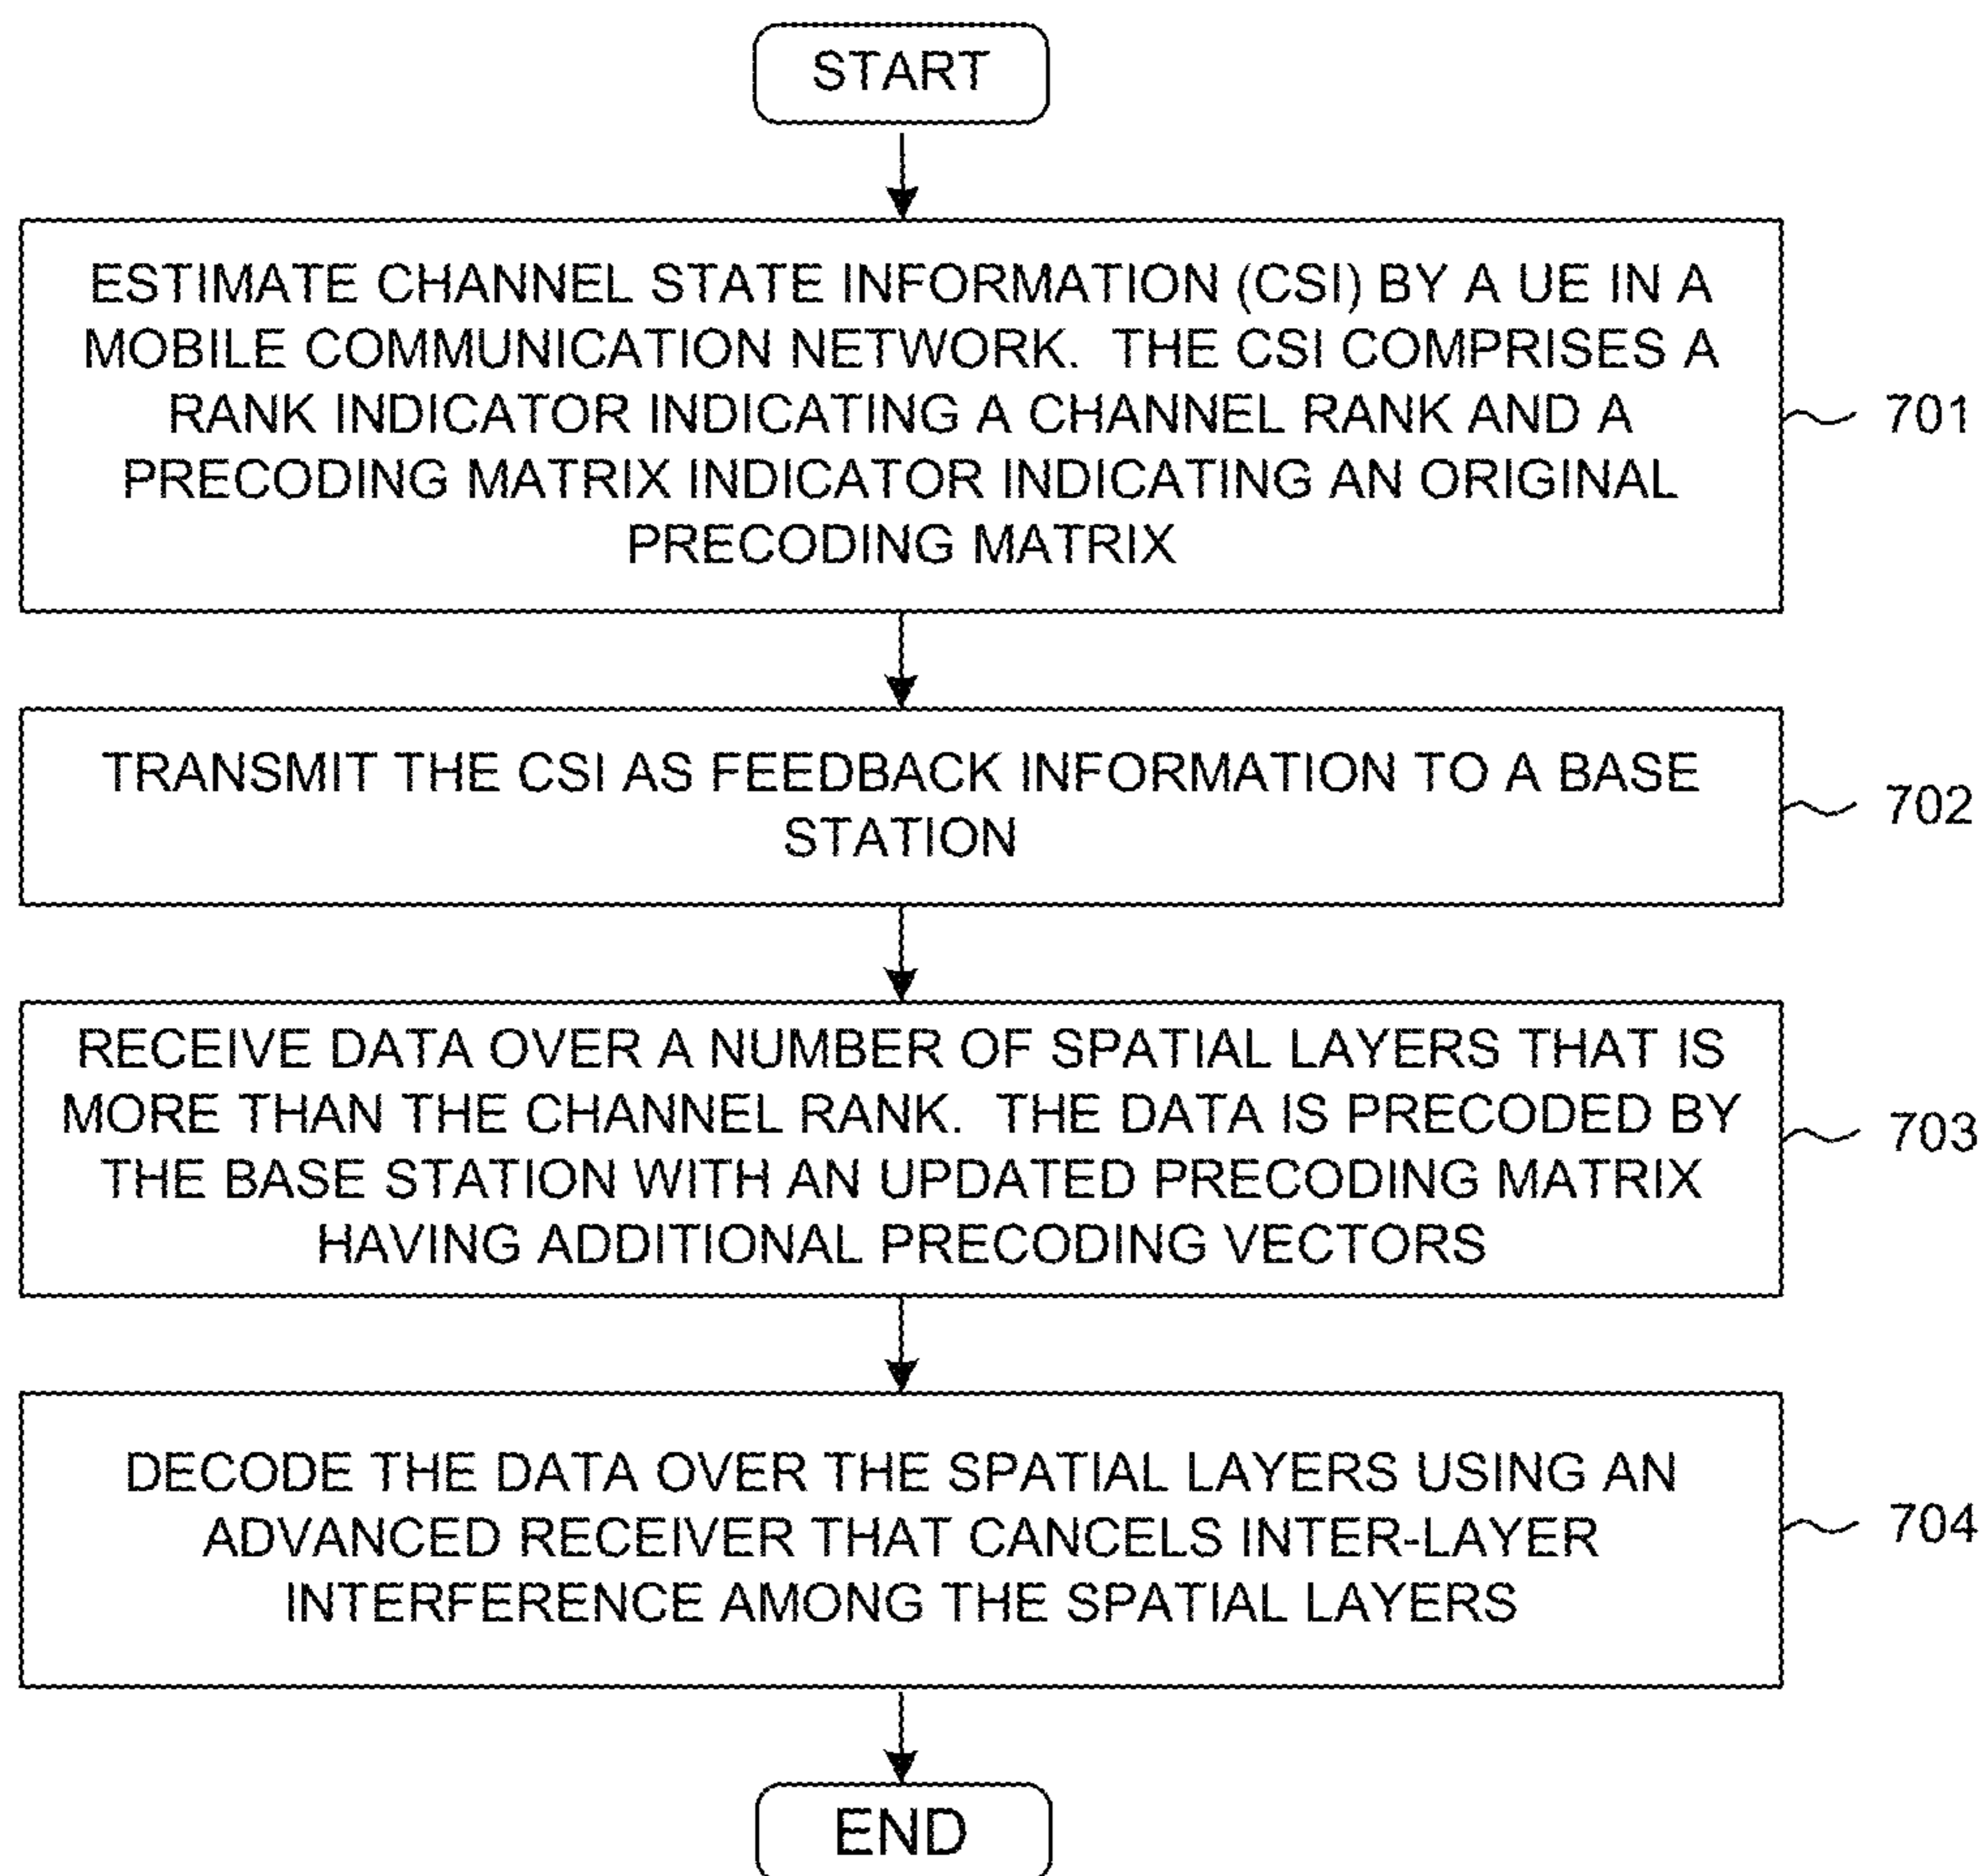 START
ESTIMATE CHANNEL STATE INFORMATION (CSI) BY A UE IN A
MOBILE COMMUNICATION NETWORK. THE CSI COMPRISES A
RANK INDICATOR INDICATING A CHANNEL RANK AND A
PRECODING MATRIX INDICATOR INDICATING AN ORIGINAL
PRECODING MATRIX
701
TRANSMIT THE CSI AS FEEDBACK INFORMATION TO A BASE
STATION
702
RECEIVE DATA OVER A NUMBER OF SPATIAL LAYERS THAT IS
MORE THAN THE CHANNEL RANK. THE DATA IS PRECODED BY
THE BASE STATION WITH AN UPDATED PRECODING MATRIX
HAVING ADDITIONAL PRECODING VECTORS
703
DECODE THE DATA OVER THE SPATIAL LAYERS USING AN
ADVANCED RECEIVER THAT CANCELS INTER-LAYER
INTERFERENCE AMONG THE SPATIAL LAYERS
704
END